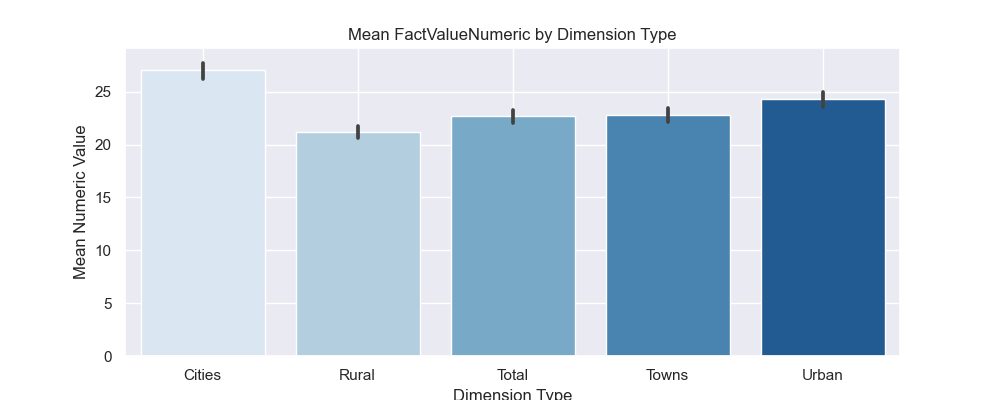 Mean FactValueNumeric by Dimension Type
Mean Numeric Value
25
20
15
10
5
0
Cities
Rural
Total
Towns
Urban
Dimension Type